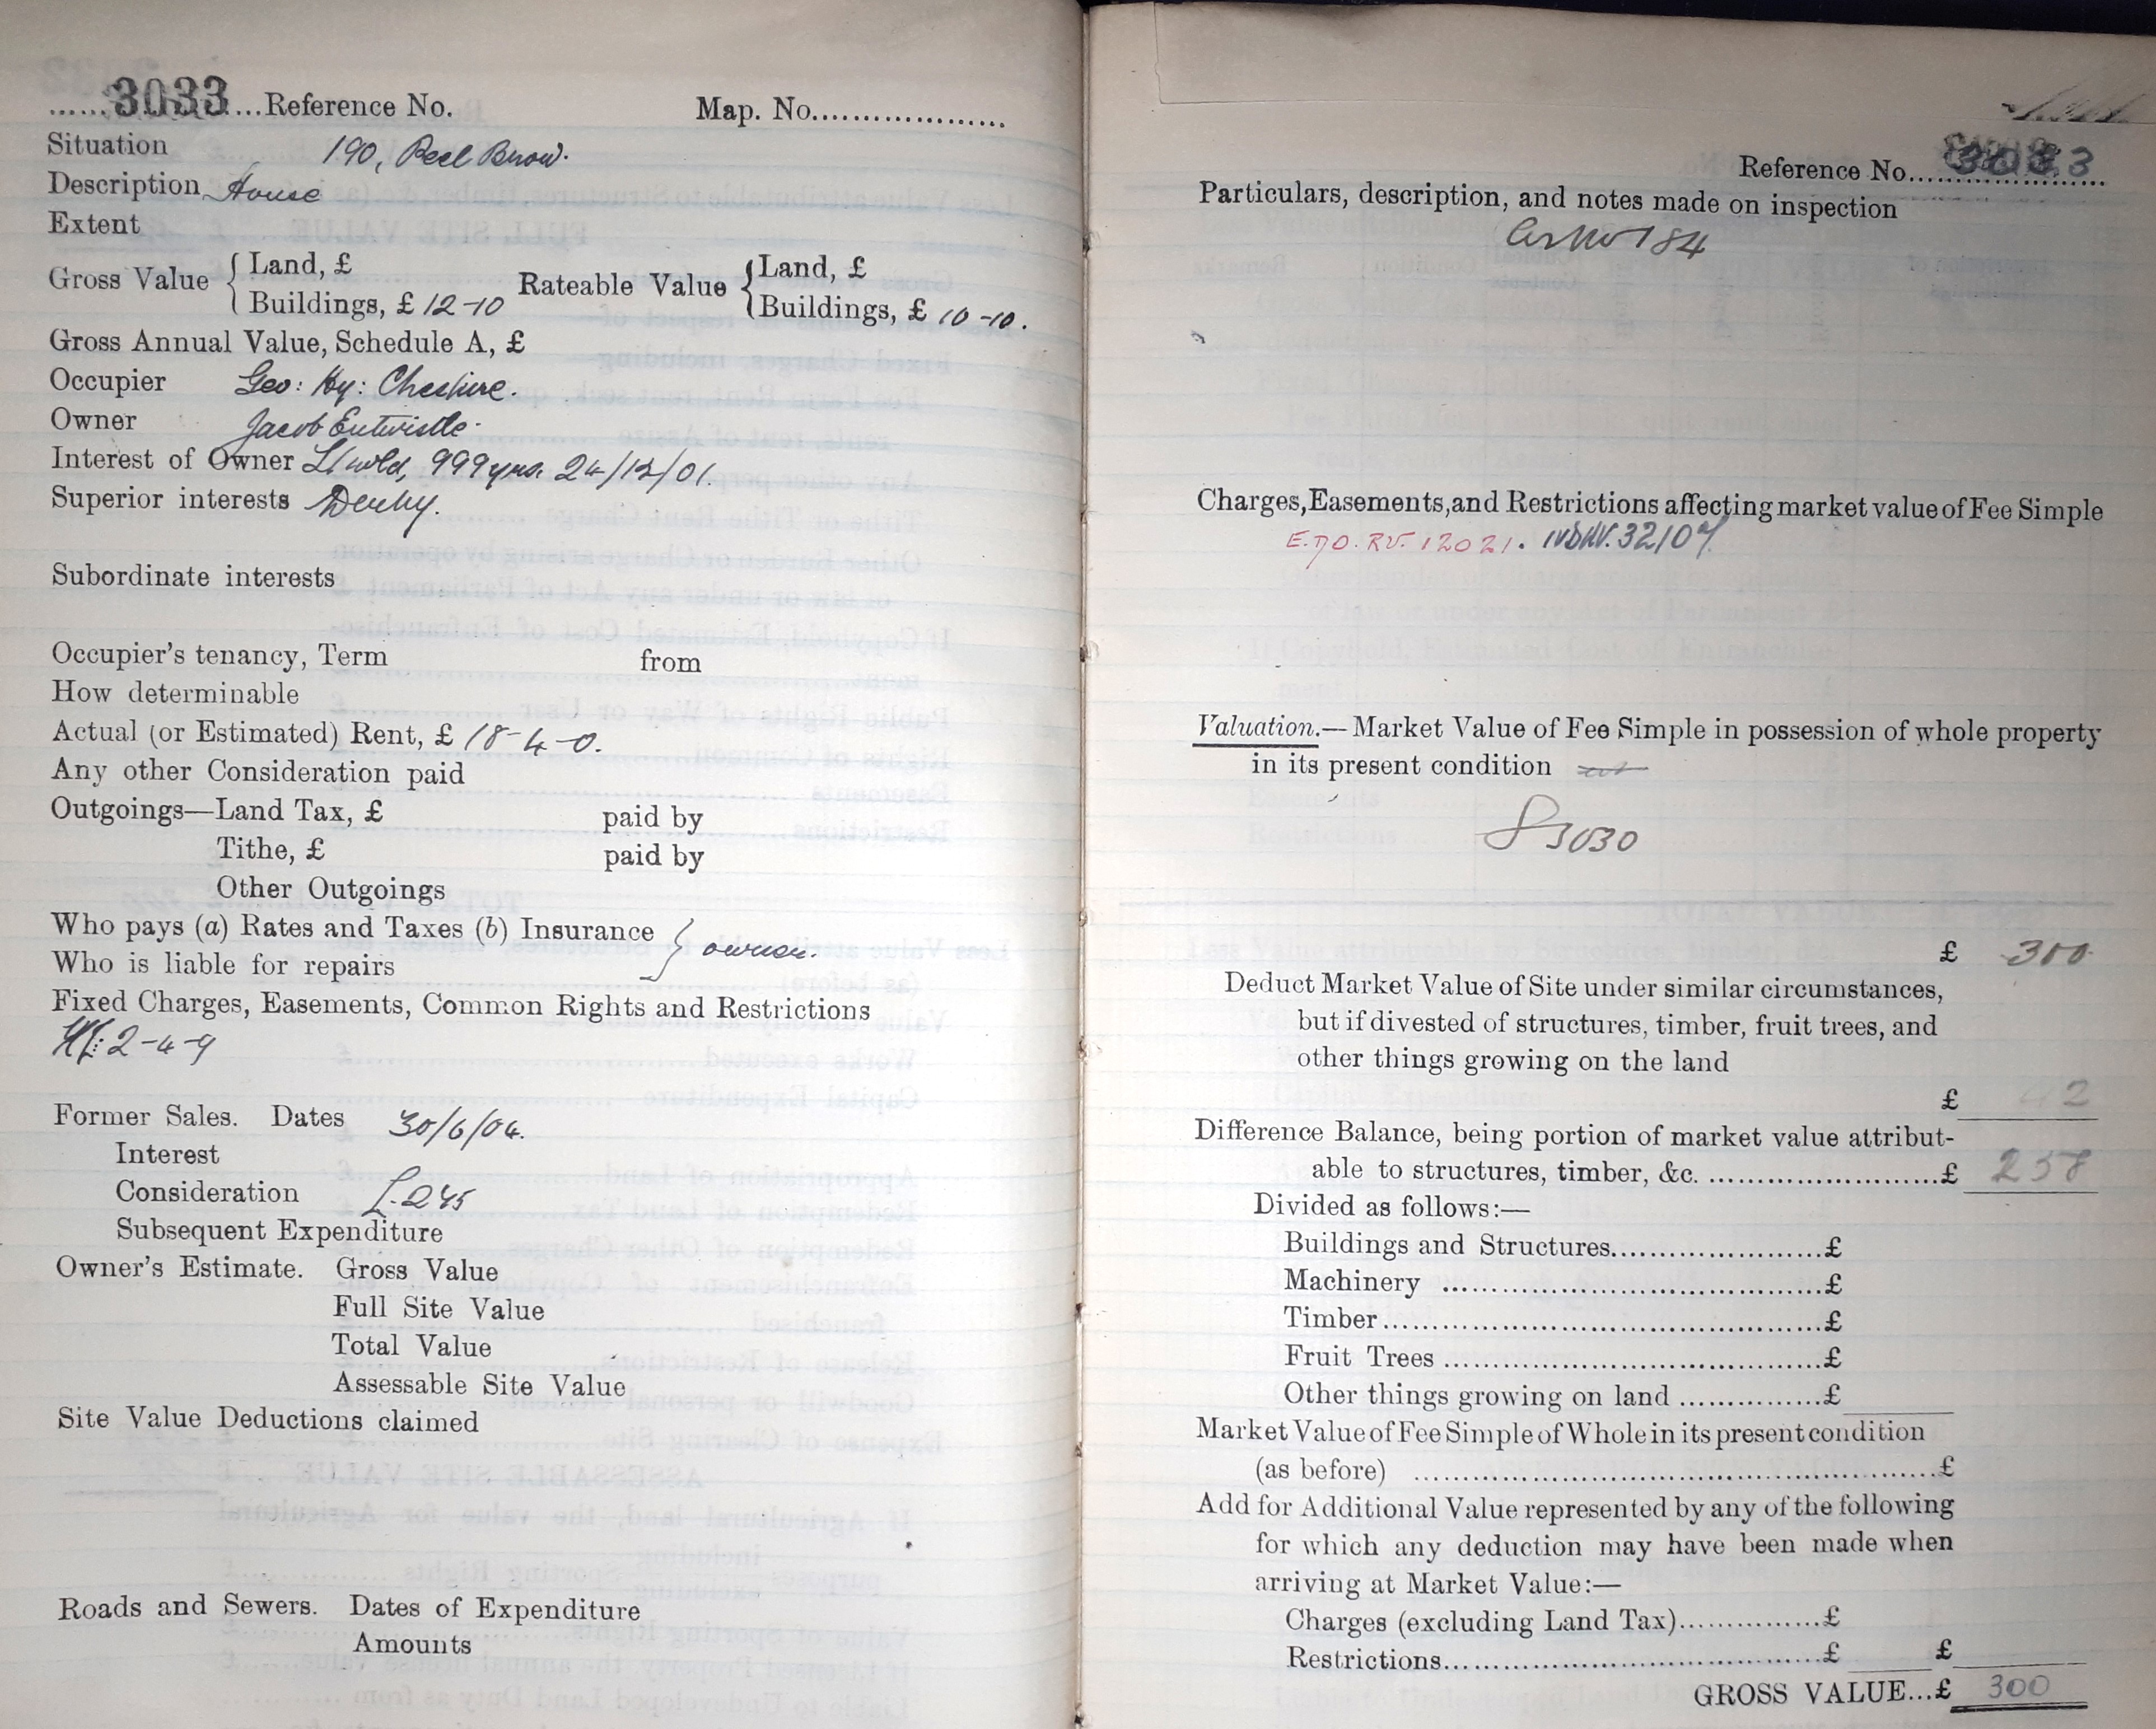 ......3033...Reference No. Map. No....................
Situation 190, Peel Brow.
Description House
Extent
Gross Value { Land, £ Rateable Value { Land, £
Buildings, £ 12-10 Buildings, £ 10-10.
Gross Annual Value, Schedule A, £
Occupier Geo: Hy: Cheshire.
Owner Jacob Entwistle.
Interest of Owner 999 yrs. 24/12/01.
Superior interests Derby.
Subordinate interests
Occupier's tenancy, Term from
How determinable
Actual (or Estimated) Rent, £ 18-4-0.
Any other Consideration paid
Outgoings—Land Tax, £ paid by
Tithe, £ paid by
Other Outgoings
Who pays (a) Rates and Taxes (b) Insurance } owner.
Who is liable for repairs
Fixed Charges, Easements, Common Rights and Restrictions
2-4-9
Former Sales. Dates 30/6/04.
Interest
Consideration £245
Subsequent Expenditure
Owner's Estimate. Gross Value
Full Site Value
Total Value
Assessable Site Value
Site Value Deductions claimed
Roads and Sewers. Dates of Expenditure
Amounts
Reference No...3033
Particulars, description, and notes made on inspection
As No 184
Charges, Easements, and Restrictions affecting market value of Fee Simple
E.D.O. RV. 12021. 32107
Valuation.—Market Value of Fee Simple in possession of whole property
in its present condition
S 3030
£ 300
Deduct Market Value of Site under similar circumstances,
but if divested of structures, timber, fruit trees, and
other things growing on the land
£ 42
Difference Balance, being portion of market value attribut-
able to structures, timber, &c. ..............................£ 258
Divided as follows:—
Buildings and Structures........................£
Machinery ...........................................£
Timber..................................................£
Fruit Trees ...........................................£
Other things growing on land ...............£
Market Value of Fee Simple of Whole in its present condition
(as before) ............................................................£
Add for Additional Value represented by any of the following
for which any deduction may have been made when
arriving at Market Value:—
Charges (excluding Land Tax)...............£
Restrictions...........................................£ £
GROSS VALUE...£ 300